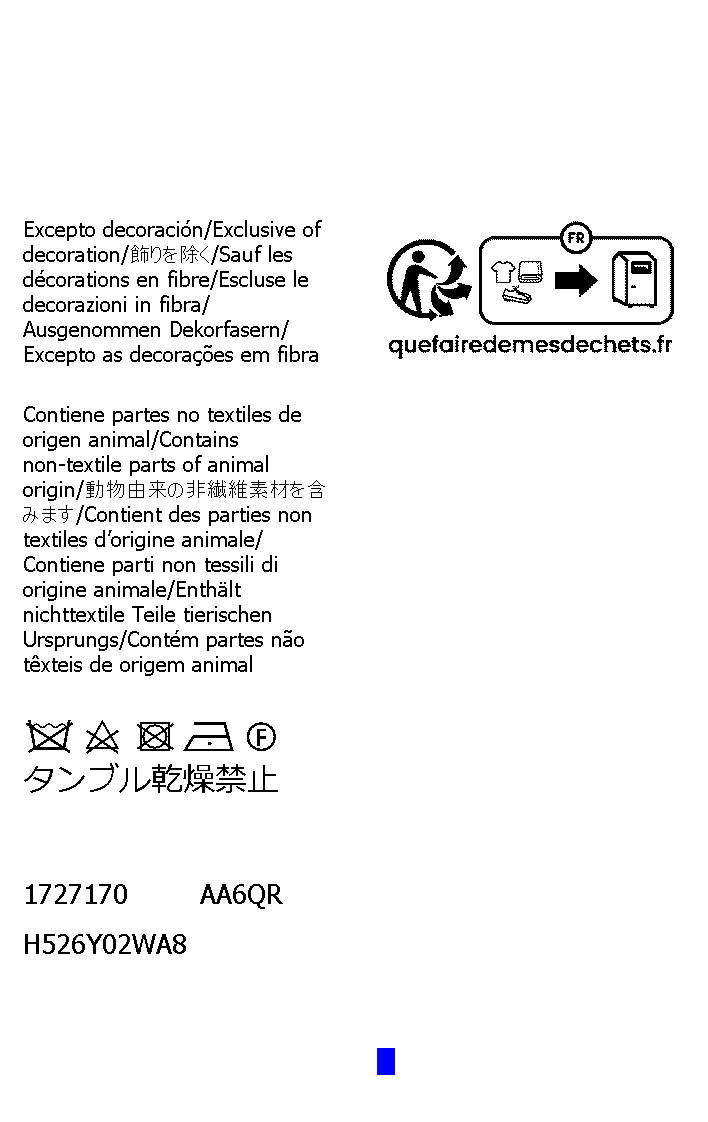 Excepto decoración/Exclusive of
decoration/飾りを除く/Sauf les
décorations en fibre/Escluse le
decorazioni in fibra/
Ausgenommen Dekorfasern/
Excepto as decorações em fibra
FR
quefairedemesdechets.fr
Contiene partes no textiles de
origen animal/Contains
non-textile parts of animal
origin/動物由来の非繊維素材を含
みます/Contient des parties non
textiles d’origine animale/
Contiene parti non tessili di
origine animale/Enthält
nichttextile Teile tierischen
Ursprungs/Contém partes não
têxteis de origem animal
F
タンブル乾燥禁止
1727170 AA6QR
H526Y02WA8